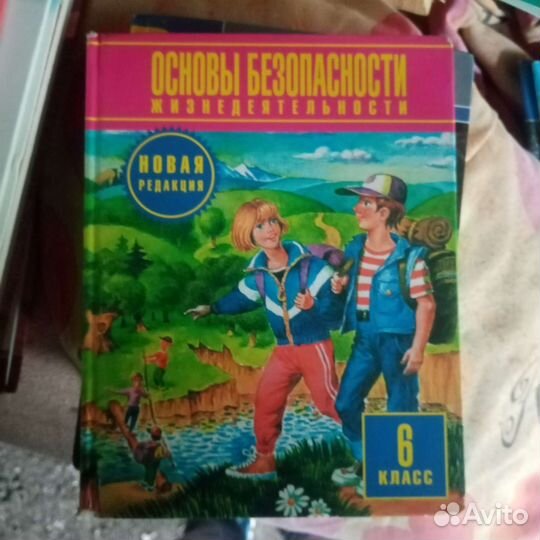 ОСНОВЫ БЕЗОПАСНОСТИ
ЖИЗНЕДЕЯТЕЛЬНОСТИ
НОВАЯ
РЕДАКЦИЯ
6
КЛАСС
Avito